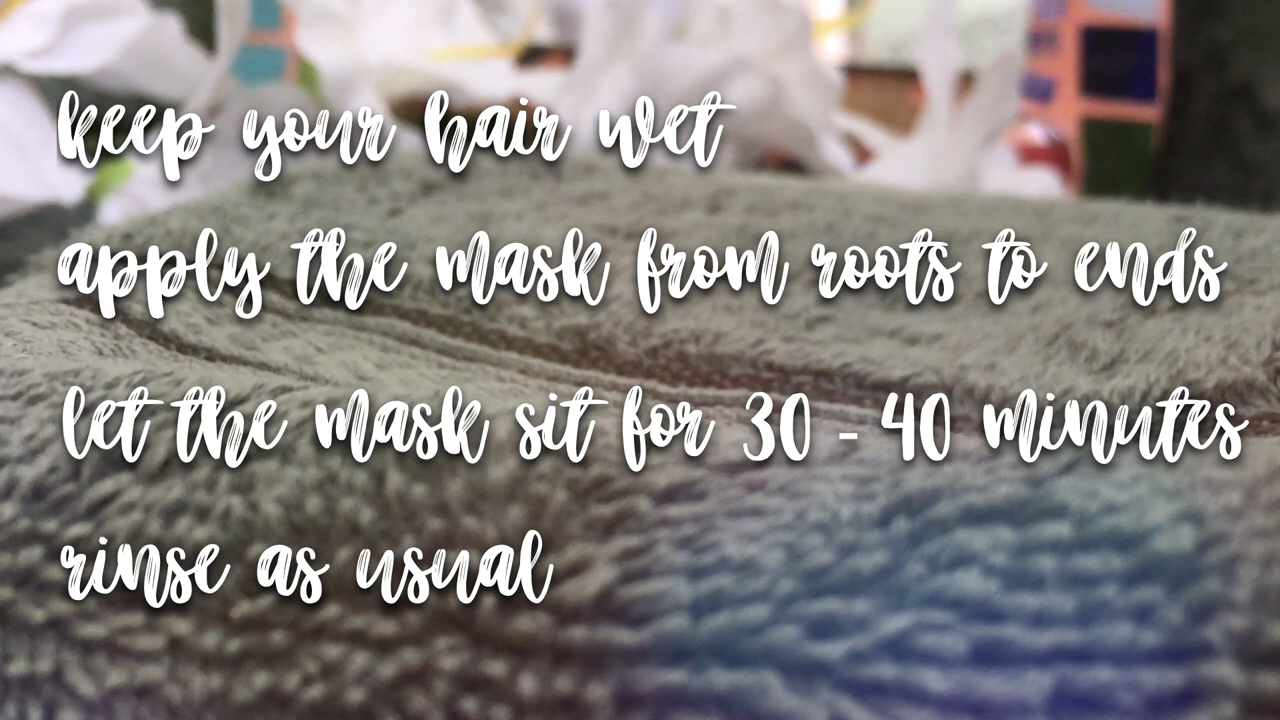 keep your hair wet
apply the mask from roots to ends
let the mask sit for 30 - 40 minutes
rinse as usual